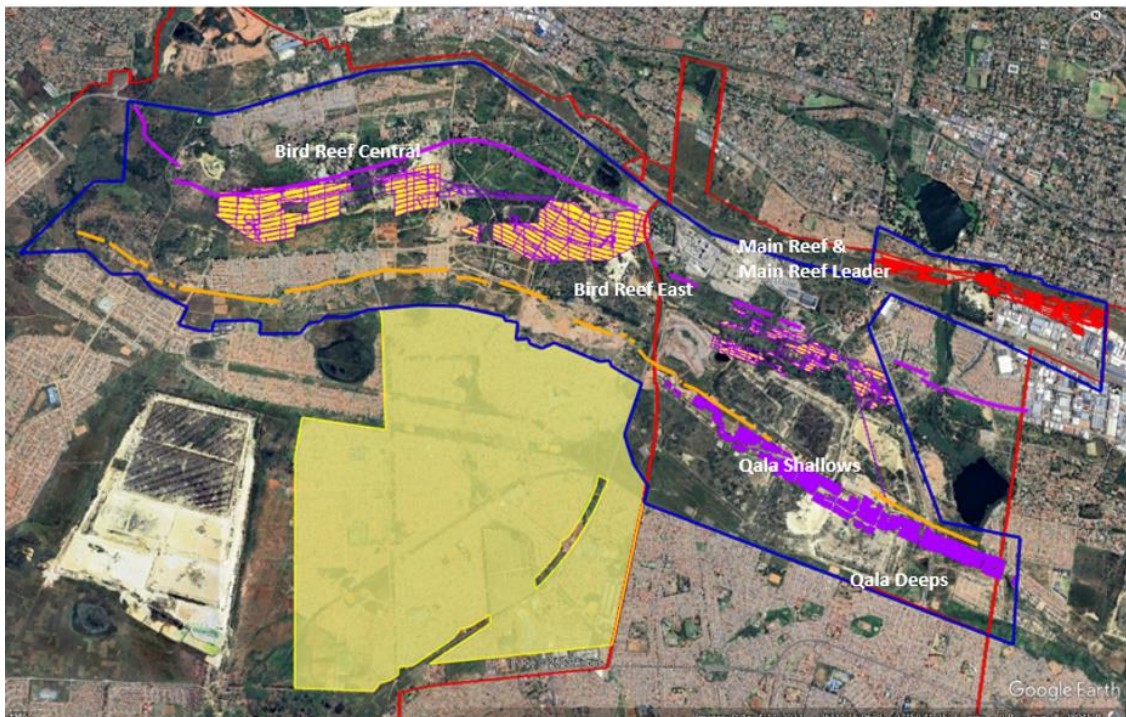 N
Bird Reef Central
Main Reef &
Main Reef Leader
Bird Reef East
Qala Shallows
Qala Deeps
Google Earth